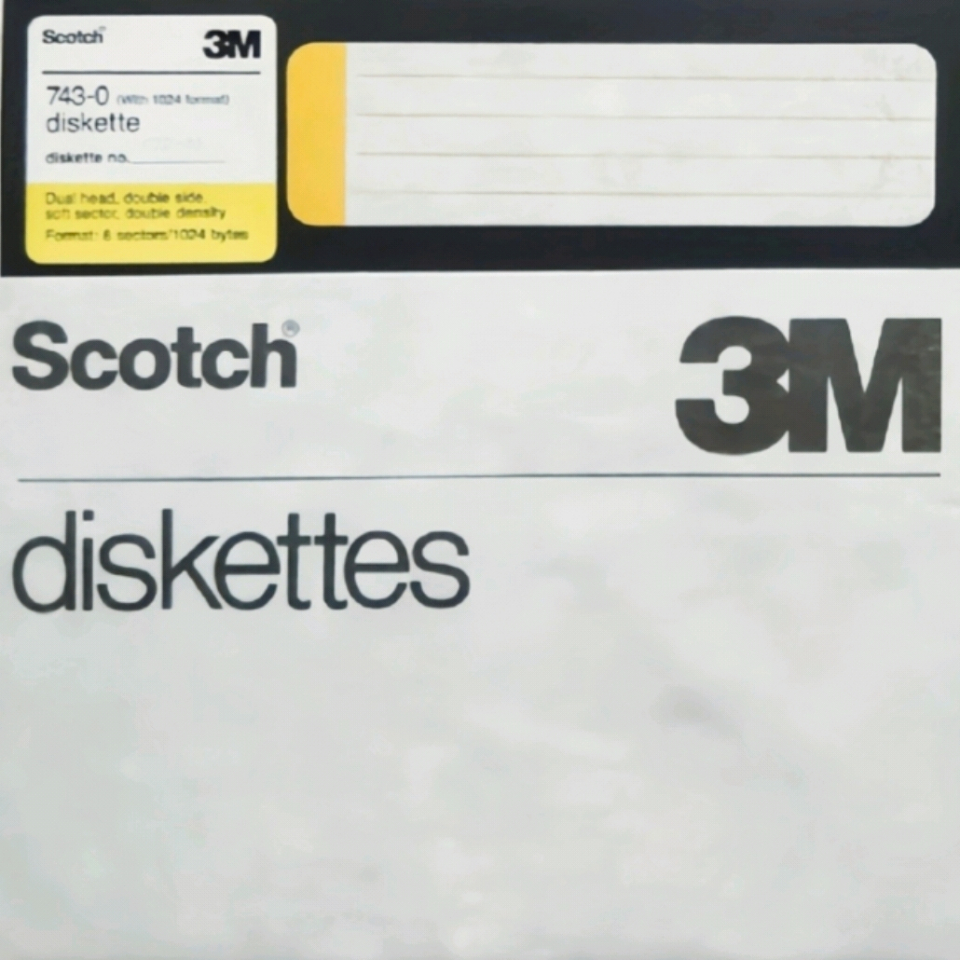 Scotch™ 3M
743-0 (With 1024 format)
diskette
diskette no.
Dual head, double side,
soft sector, double density
Format: 8 sectors/1024 bytes
Scotch® 3M
diskettes